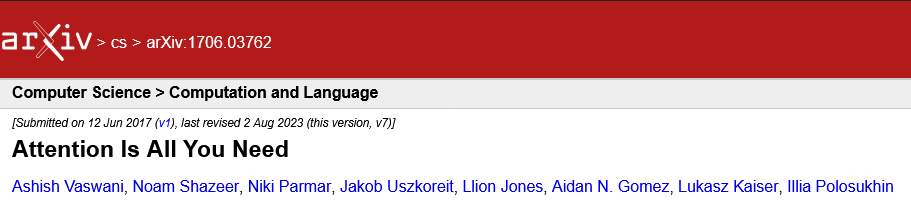 arXiv > cs > arXiv:1706.03762
Computer Science > Computation and Language
[Submitted on 12 Jun 2017 (v1), last revised 2 Aug 2023 (this version, v7)]
Attention Is All You Need
Ashish Vaswani, Noam Shazeer, Niki Parmar, Jakob Uszkoreit, Llion Jones, Aidan N. Gomez, Lukasz Kaiser, Illia Polosukhin